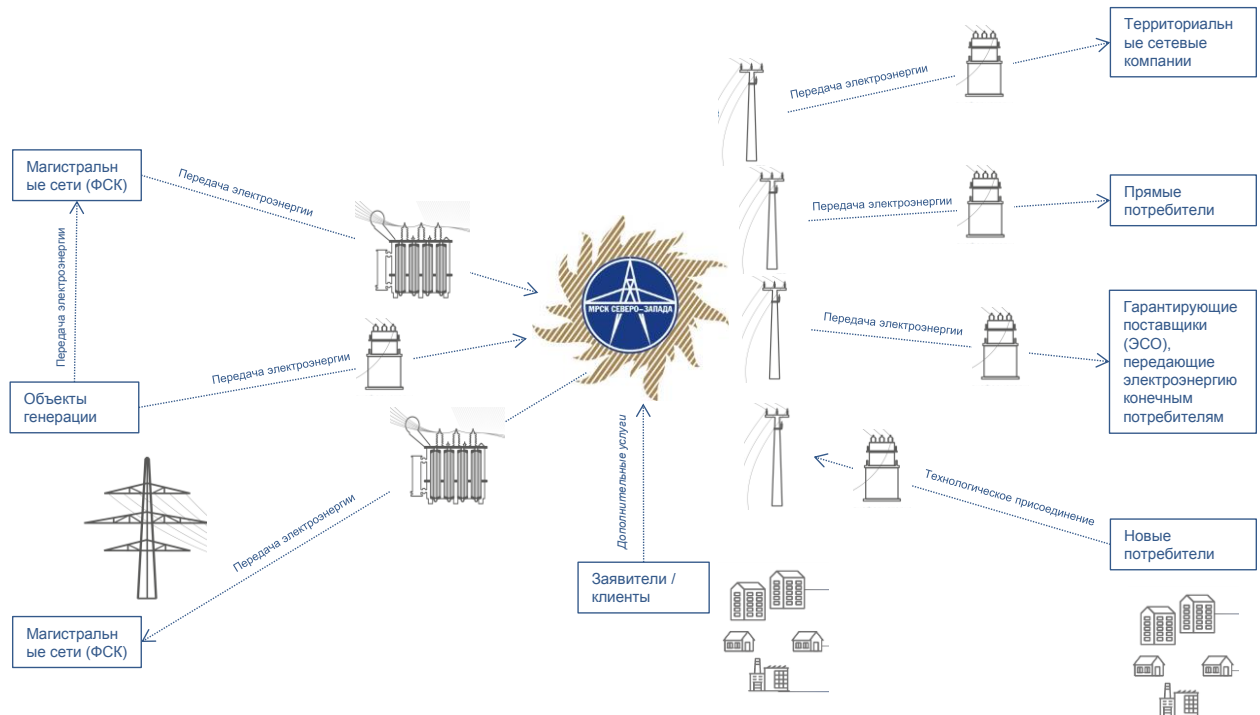 Территориальн
ые сетевые
компании
Передача электроэнергии
Магистральн
ые сети (ФСК)
Передача электроэнергии
Передача электроэнергии
Прямые
потребители
Передача электроэнергии
МРСК СЕВЕРО-ЗАПАДА
Передача электроэнергии
Гарантирующие
поставщики
(ЭСО),
передающие
электроэнергию
конечным
потребителям
Объекты
генерации
Передача электроэнергии
Передача электроэнергии
Дополнительные услуги
Технологическое присоединение
Новые
потребители
Заявители /
клиенты
Магистральн
ые сети (ФСК)